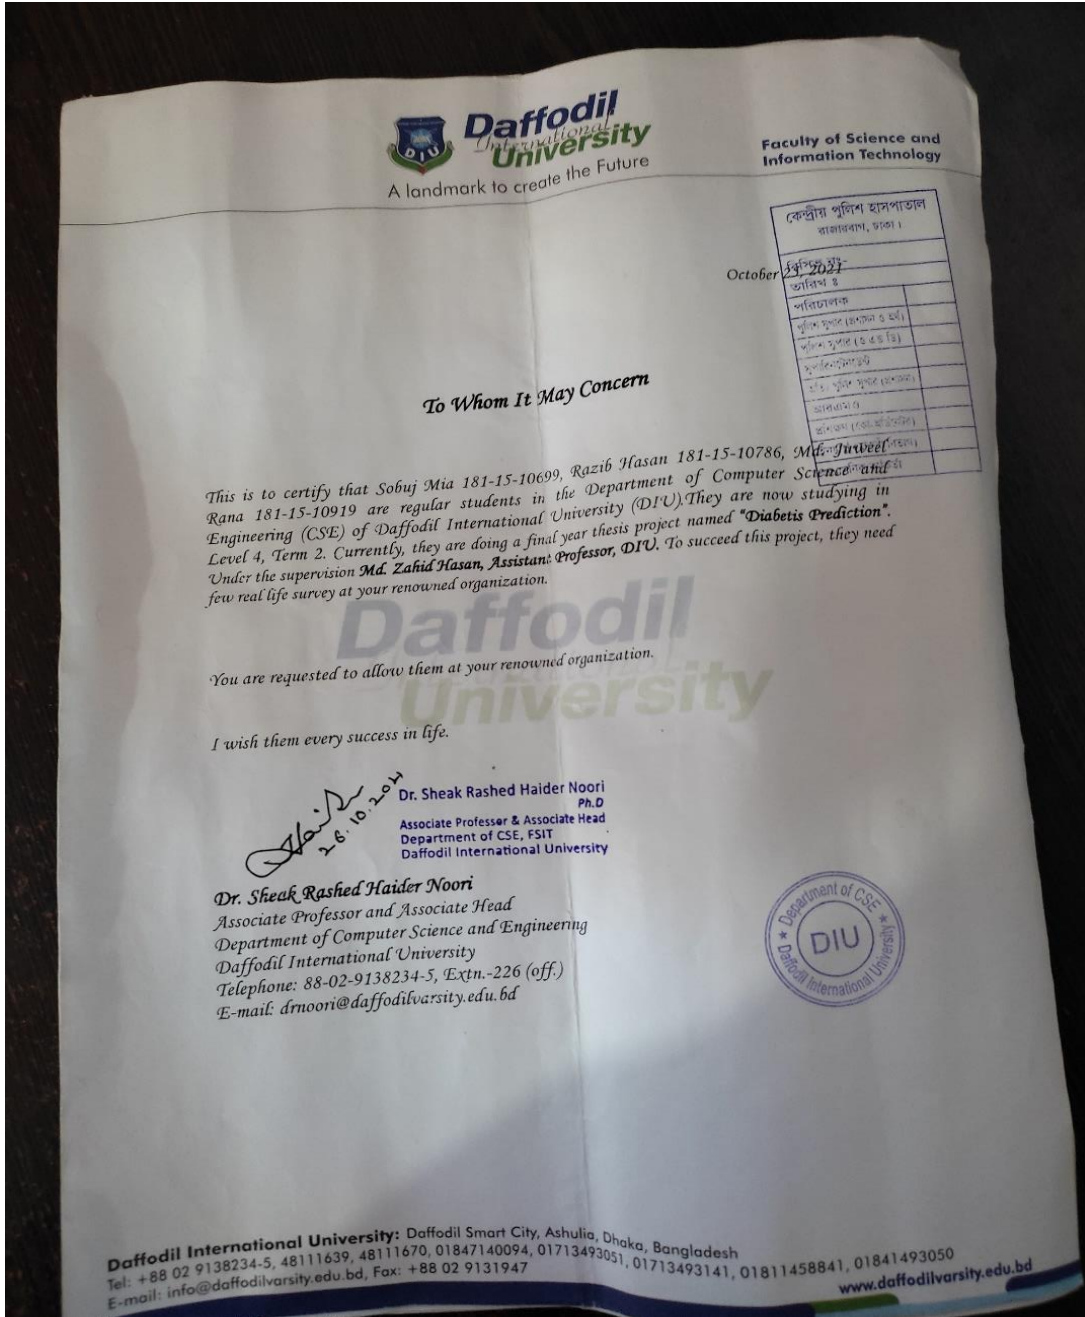 Daffodil
International
University
DIU
A landmark to create the Future
Faculty of Science and
Information Technology
কেন্দ্রীয় পুলিশ হাসপাতাল
রাজারবাগ, ঢাকা।
October 21, 2021
তারিখ ঃ
পরিচালক
To Whom It May Concern
This is to certify that Sobuj Mia 181-15-10699, Razib Hasan 181-15-10786, Md. Juweel
Rana 181-15-10919 are regular students in the Department of Computer Science and
Engineering (CSE) of Daffodil International University (DIU).They are now studying in
Level 4, Term 2. Currently, they are doing a final year thesis project named "Diabetis Prediction".
Under the supervision Md. Zahid Hasan, Assistant Professor, DIU. To succeed this project, they need
few real life survey at your renowned organization.
Daffodil
University
You are requested to allow them at your renowned organization.
I wish them every success in life.
26.10.2021
Dr. Sheak Rashed Haider Noori
Ph.D
Associate Professor & Associate Head
Department of CSE, FSIT
Daffodil International University
Dr. Sheak Rashed Haider Noori
Associate Professor and Associate Head
Department of Computer Science and Engineering
Daffodil International University
Telephone: 88-02-9138234-5, Extn.-226 (off.)
E-mail: drnoori@daffodilvarsity.edu.bd
Department of CSE
DIU
Daffodil International University
Daffodil International University: Daffodil Smart City, Ashulia, Dhaka, Bangladesh
Tel: +88 02 9138234-5, 48111639, 48111670, 01847140094, 01713493051, 01713493141, 01811458841, 01841493050
E-mail: info@daffodilvarsity.edu.bd, Fax: +88 02 9131947
www.daffodilvarsity.edu.bd